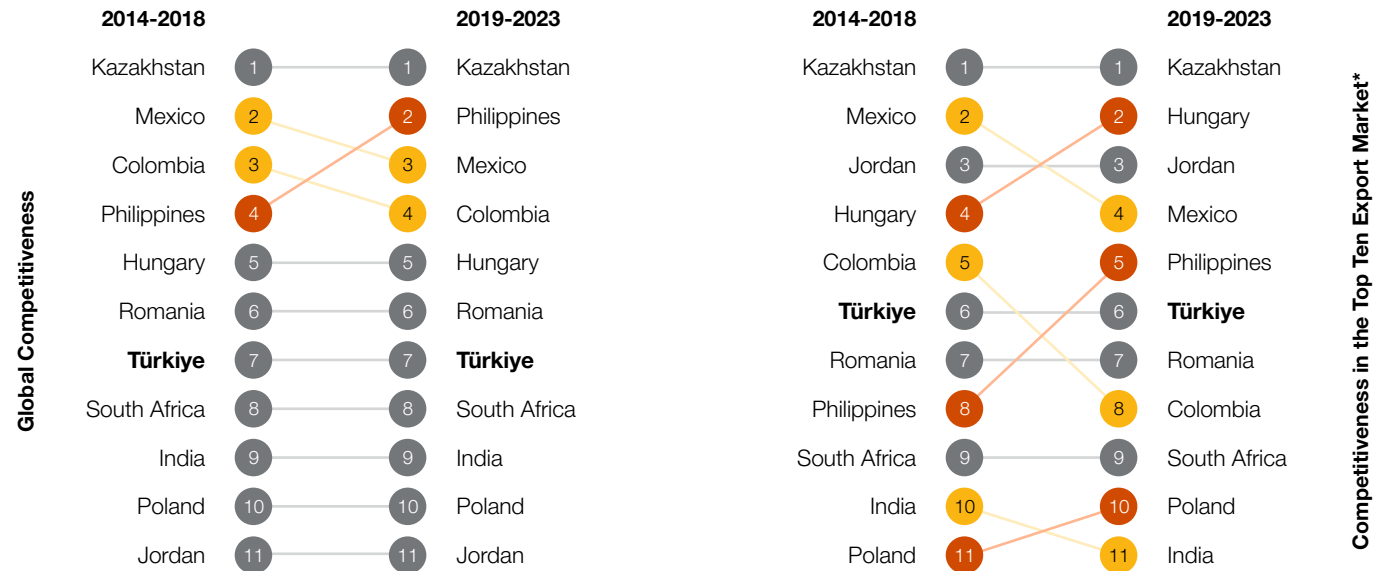 Global Competitiveness
2014-2018 2019-2023
Kazakhstan 1 1 Kazakhstan
Mexico 2 2 Philippines
Colombia 3 3 Mexico
Philippines 4 4 Colombia
Hungary 5 5 Hungary
Romania 6 6 Romania
Türkiye 7 7 Türkiye
South Africa 8 8 South Africa
India 9 9 India
Poland 10 10 Poland
Jordan 11 11 Jordan
2014-2018 2019-2023
Kazakhstan 1 1 Kazakhstan
Mexico 2 2 Hungary
Jordan 3 3 Jordan
Hungary 4 4 Mexico
Colombia 5 5 Philippines
Türkiye 6 6 Türkiye
Romania 7 7 Romania
Philippines 8 8 Colombia
South Africa 9 9 South Africa
India 10 10 Poland
Poland 11 11 India
Competitiveness in the Top Ten Export Market*